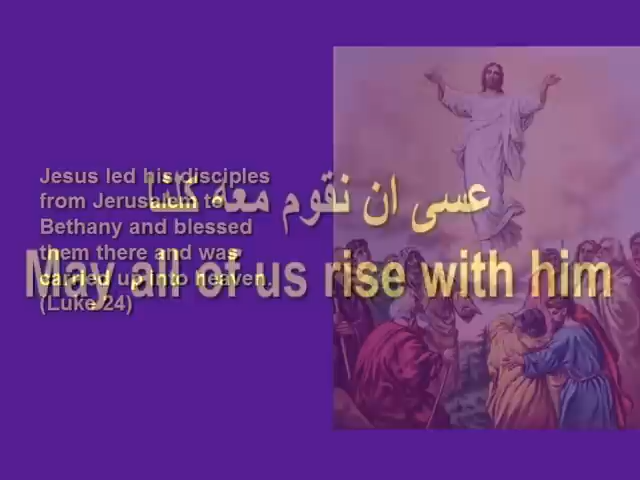 Jesus led his disciples
from Jerusalem to
Bethany and blessed
them there and was
carried up into heaven.
(Luke 24)
عسى ان نقوم معه كلنا
May all of us rise with him